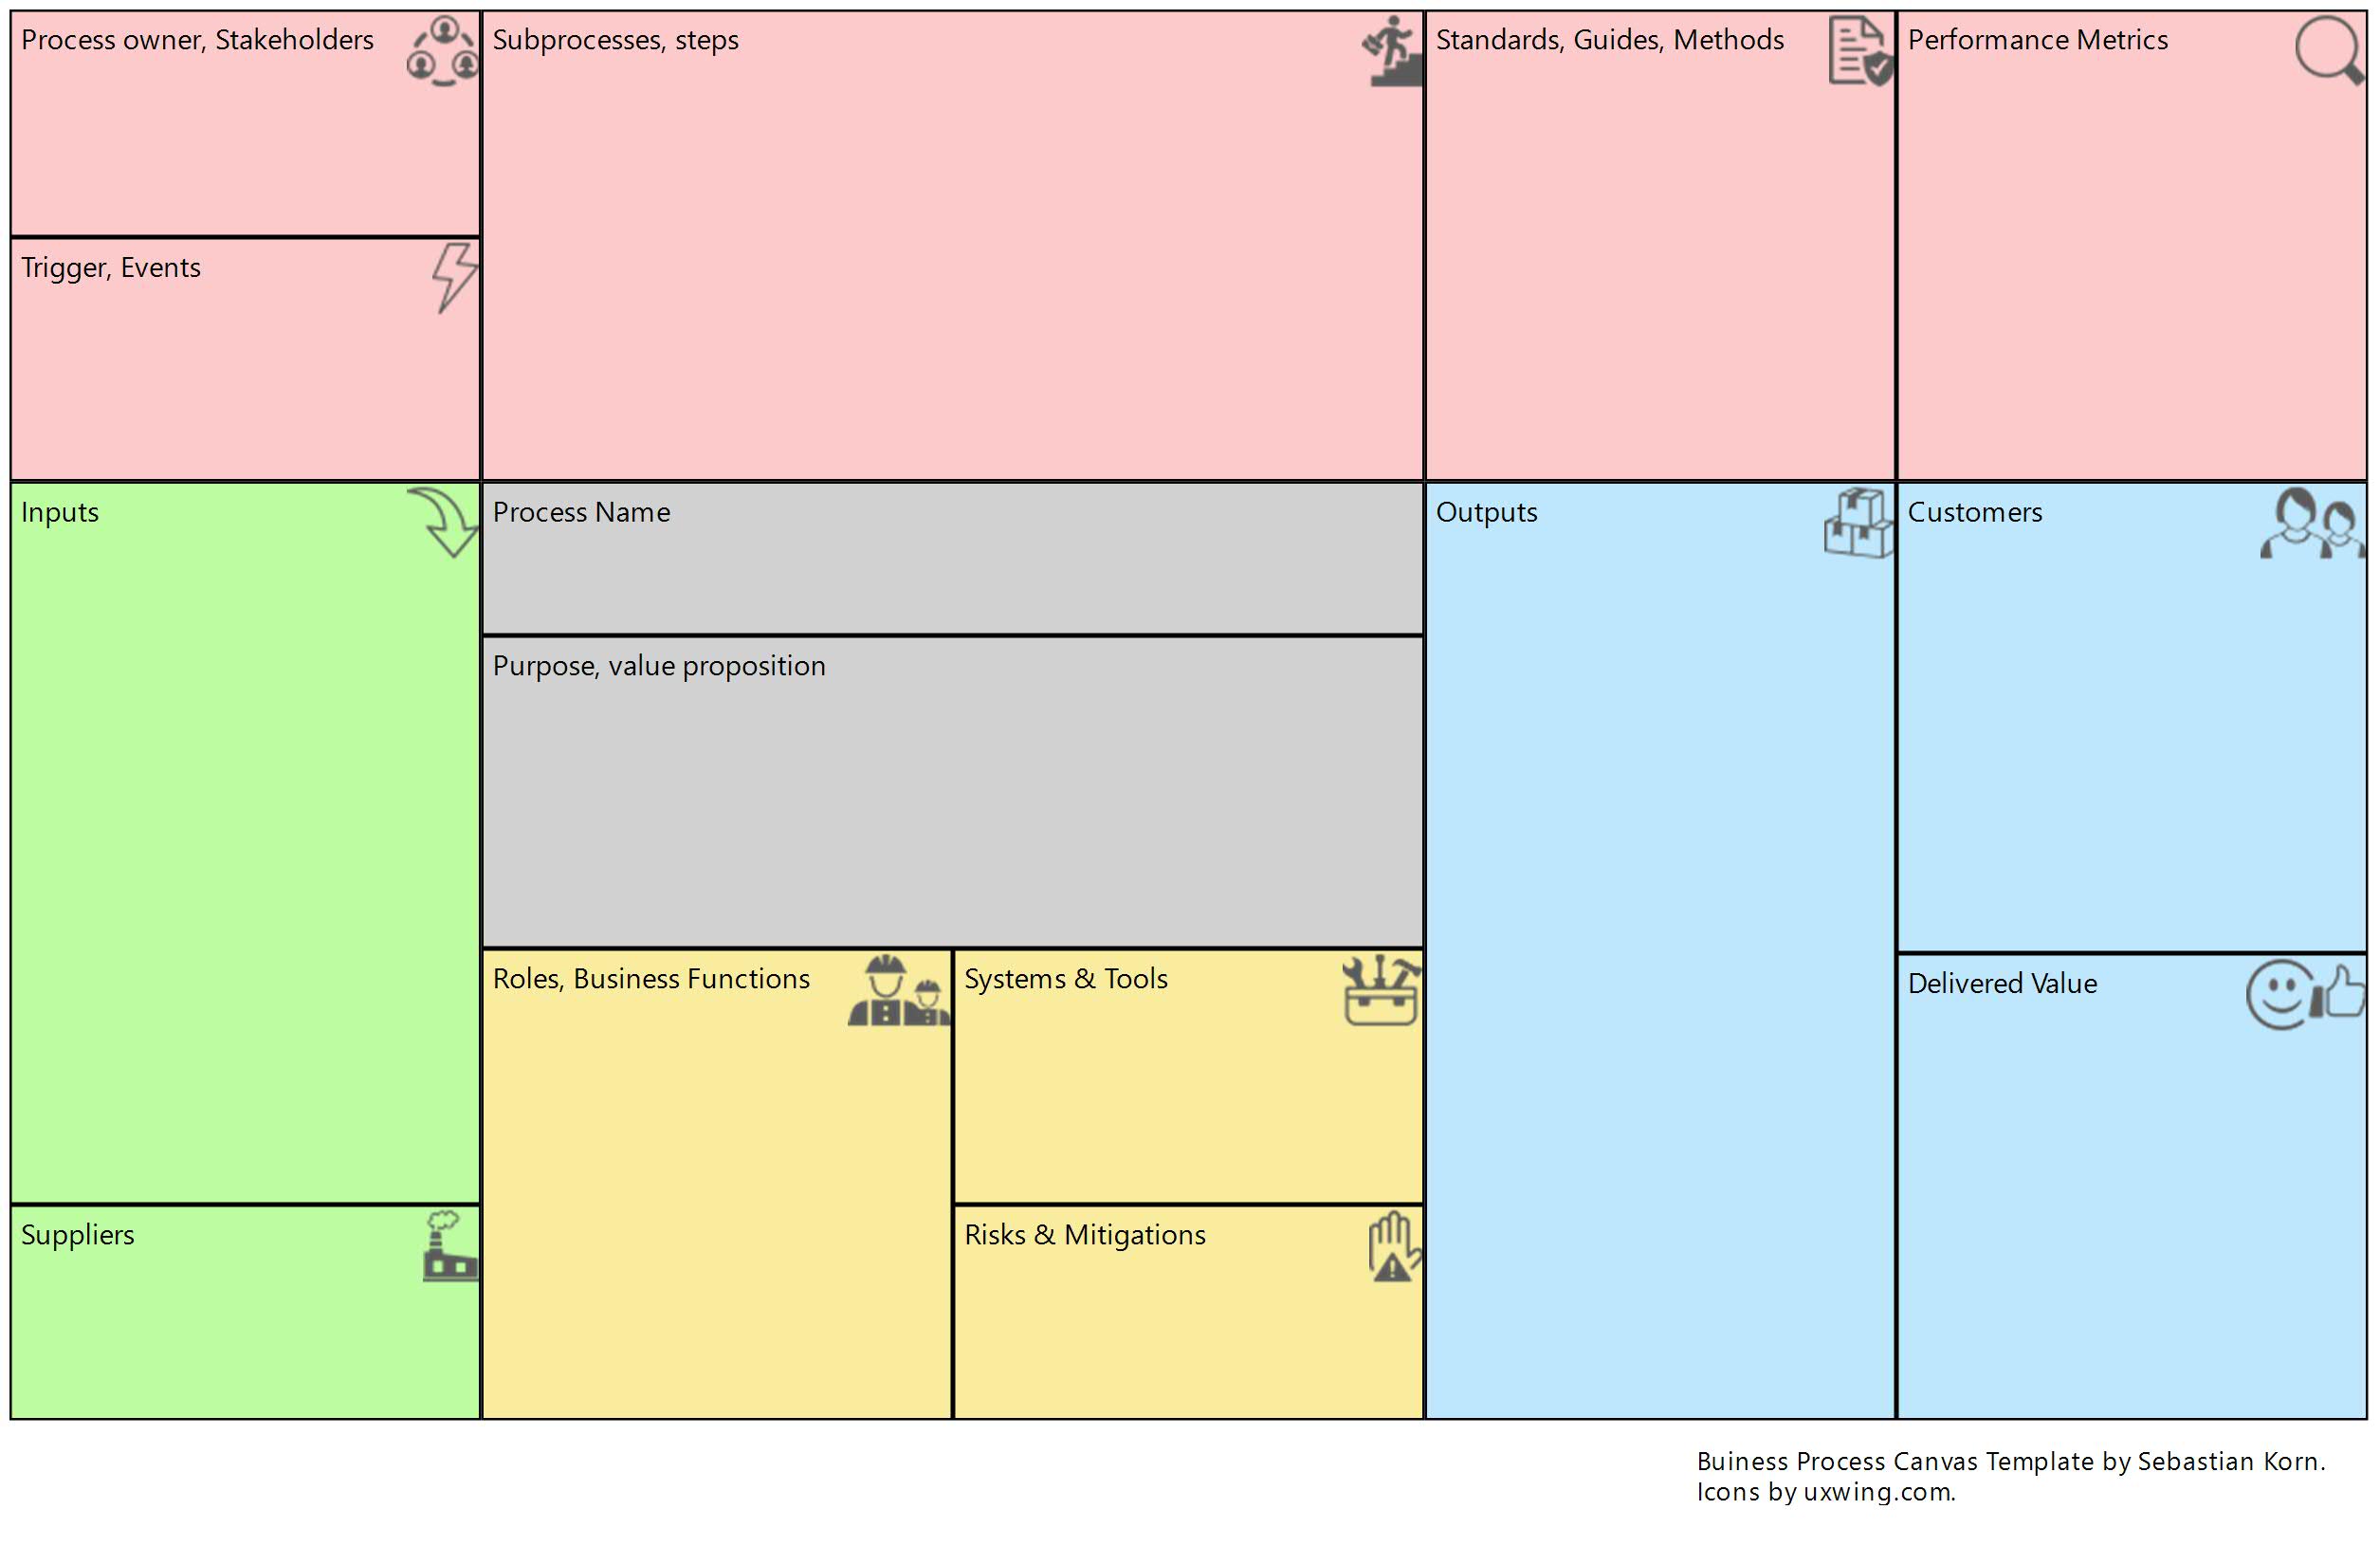 Process owner, Stakeholders
Subprocesses, steps
Standards, Guides, Methods
Performance Metrics
Trigger, Events
Inputs
Process Name
Outputs
Customers
Purpose, value proposition
Roles, Business Functions
Systems & Tools
Delivered Value
Suppliers
Risks & Mitigations
Buiness Process Canvas Template by Sebastian Korn.
Icons by uxwing.com.